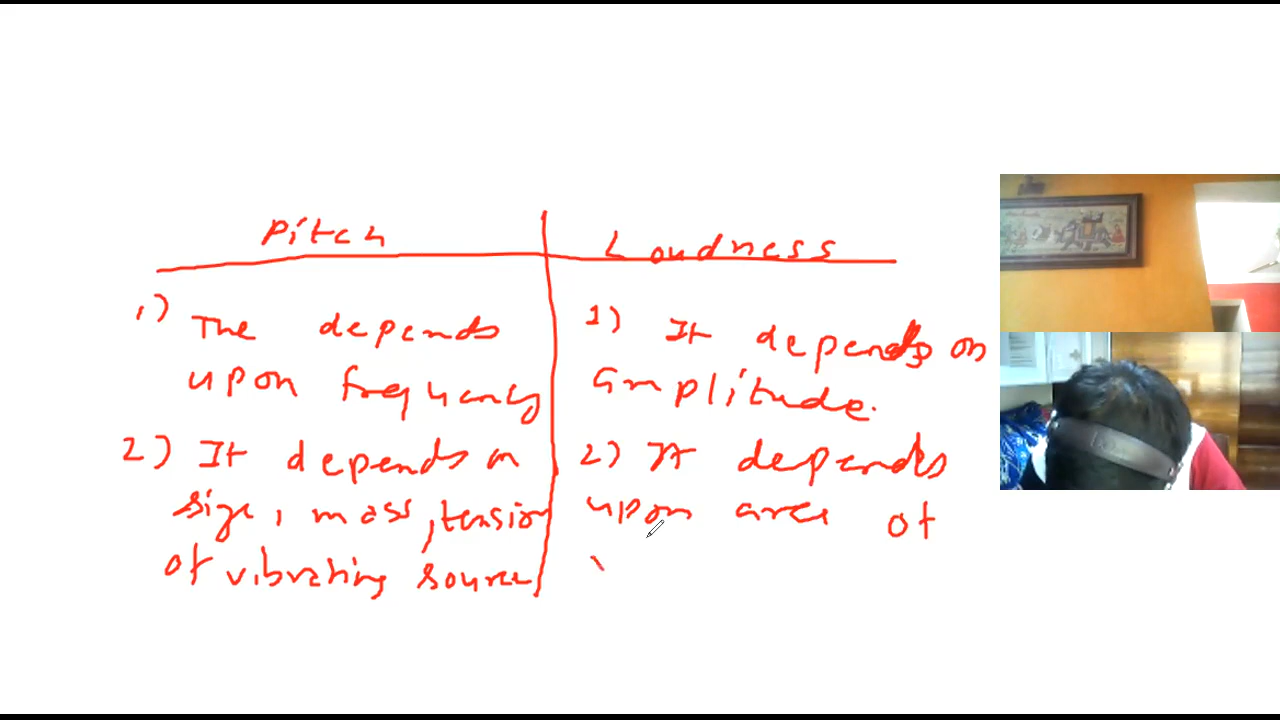 Pitch
Loudness
1) The depends
upon frequency
2) It depends on
size, mass, tension
of vibrating source
1) It depends on
amplitude.
2) It depends
upon area of